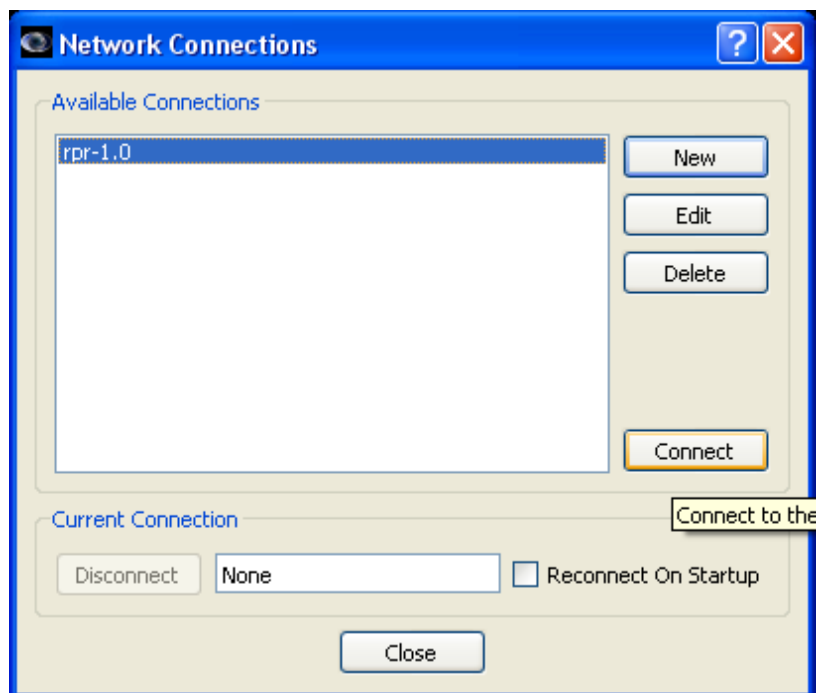 Network Connections
Available Connections
rpr-1.0
New
Edit
Delete
Connect
Connect to the
Current Connection
Disconnect
None
Reconnect On Startup
Close